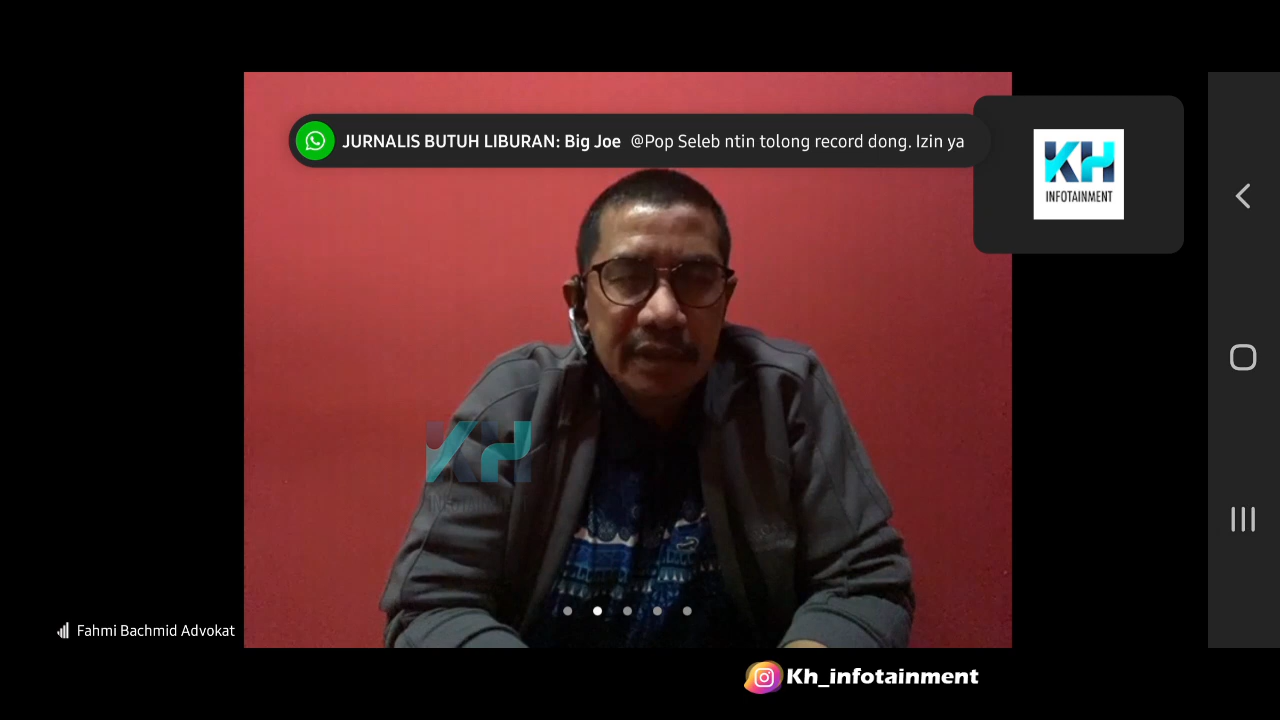 JURNALIS BUTUH LIBURAN: Big Joe @Pop Seleb ntin tolong record dong. Izin ya
KH
INFOTAINMENT
KH
Fahmi Bachmid Advokat
Kh_infotainment